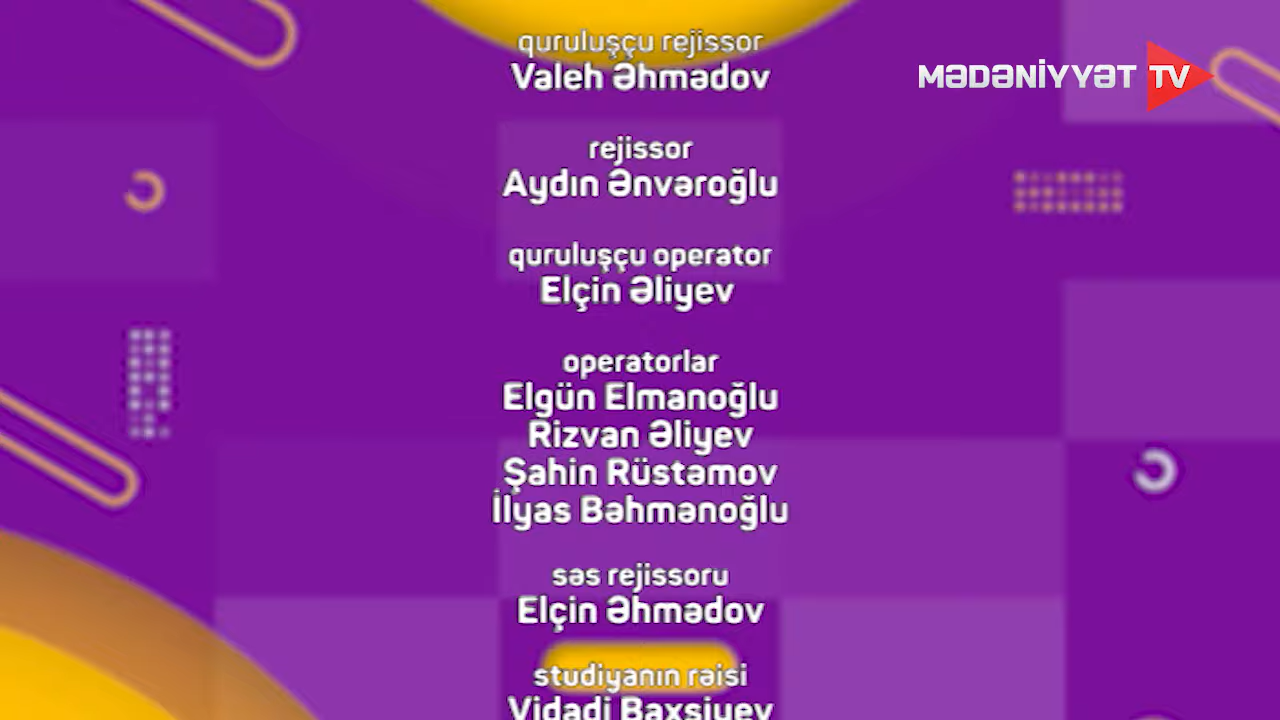 quruluşçu rejissor
Valeh Əhmədov
MƏDƏNİYYƏT TV
rejissor
Aydın Ənvəroğlu
quruluşçu operator
Elçin Əliyev
operatorlar
Elgün Elmanoğlu
Rizvan Əliyev
Şahin Rüstəmov
İlyas Bəhmənoğlu
səs rejissoru
Elçin Əhmədov
studiyanın rəisi
Vidadi